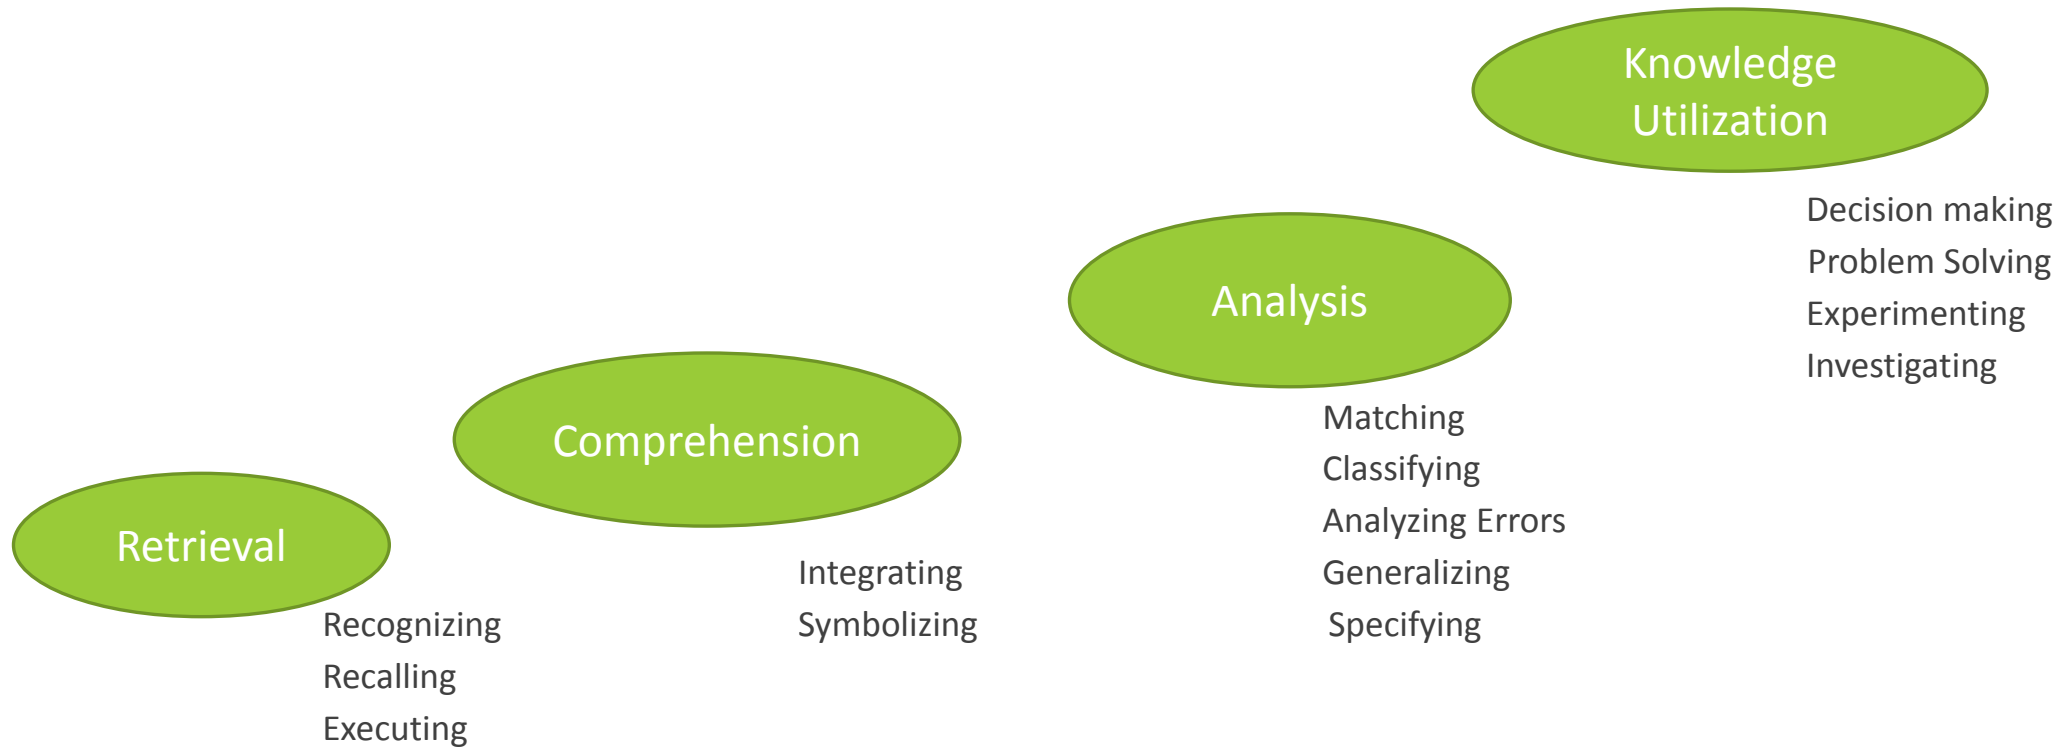 Retrieval
Recognizing
Recalling
Executing
Comprehension
Integrating
Symbolizing
Analysis
Matching
Classifying
Analyzing Errors
Generalizing
Specifying
Knowledge
Utilization
Decision making
Problem Solving
Experimenting
Investigating